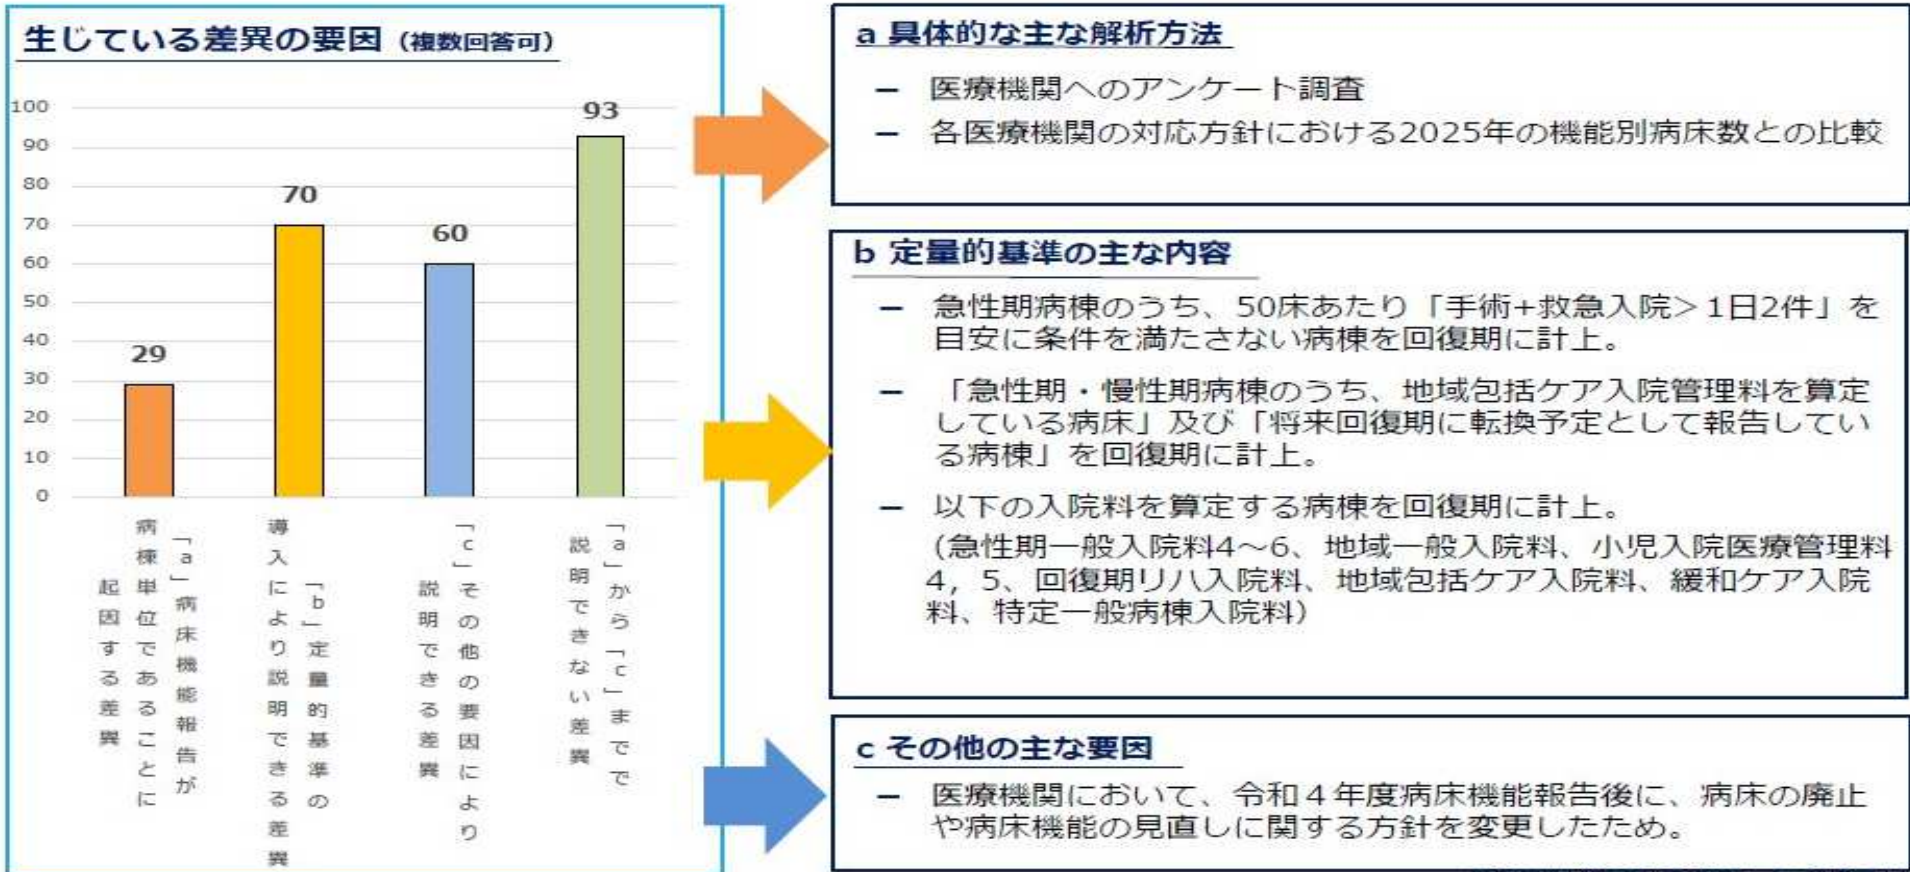 生じている差異の要因（複数回答可）
100
90
80
70
60
50
40
30
20
10
0
29
70
60
93
「a」病床機能報告が
病棟単位であることに
起因する差異
「b」定量的基準の
導入により説明できる差異
「c」その他の要因により
説明できる差異
「a」から「c」までで
説明できない差異
a 具体的な主な解析方法
− 医療機関へのアンケート調査
− 各医療機関の対応方針における2025年の機能別病床数との比較
b 定量的基準の主な内容
− 急性期病棟のうち、50床あたり「手術+救急入院＞1日2件」を
目安に条件を満たさない病棟を回復期に計上。
− 「急性期・慢性期病棟のうち、地域包括ケア入院管理料を算定
している病床」及び「将来回復期に転換予定として報告してい
る病棟」を回復期に計上。
− 以下の入院料を算定する病棟を回復期に計上。
（急性期一般入院料4～6、地域一般入院料、小児入院医療管理料
4，5、回復期リハ入院料、地域包括ケア入院料、緩和ケア入院
料、特定一般病棟入院料）
c その他の主な要因
− 医療機関において、令和４年度病床機能報告後に、病床の廃止
や病床機能の見直しに関する方針を変更したため。